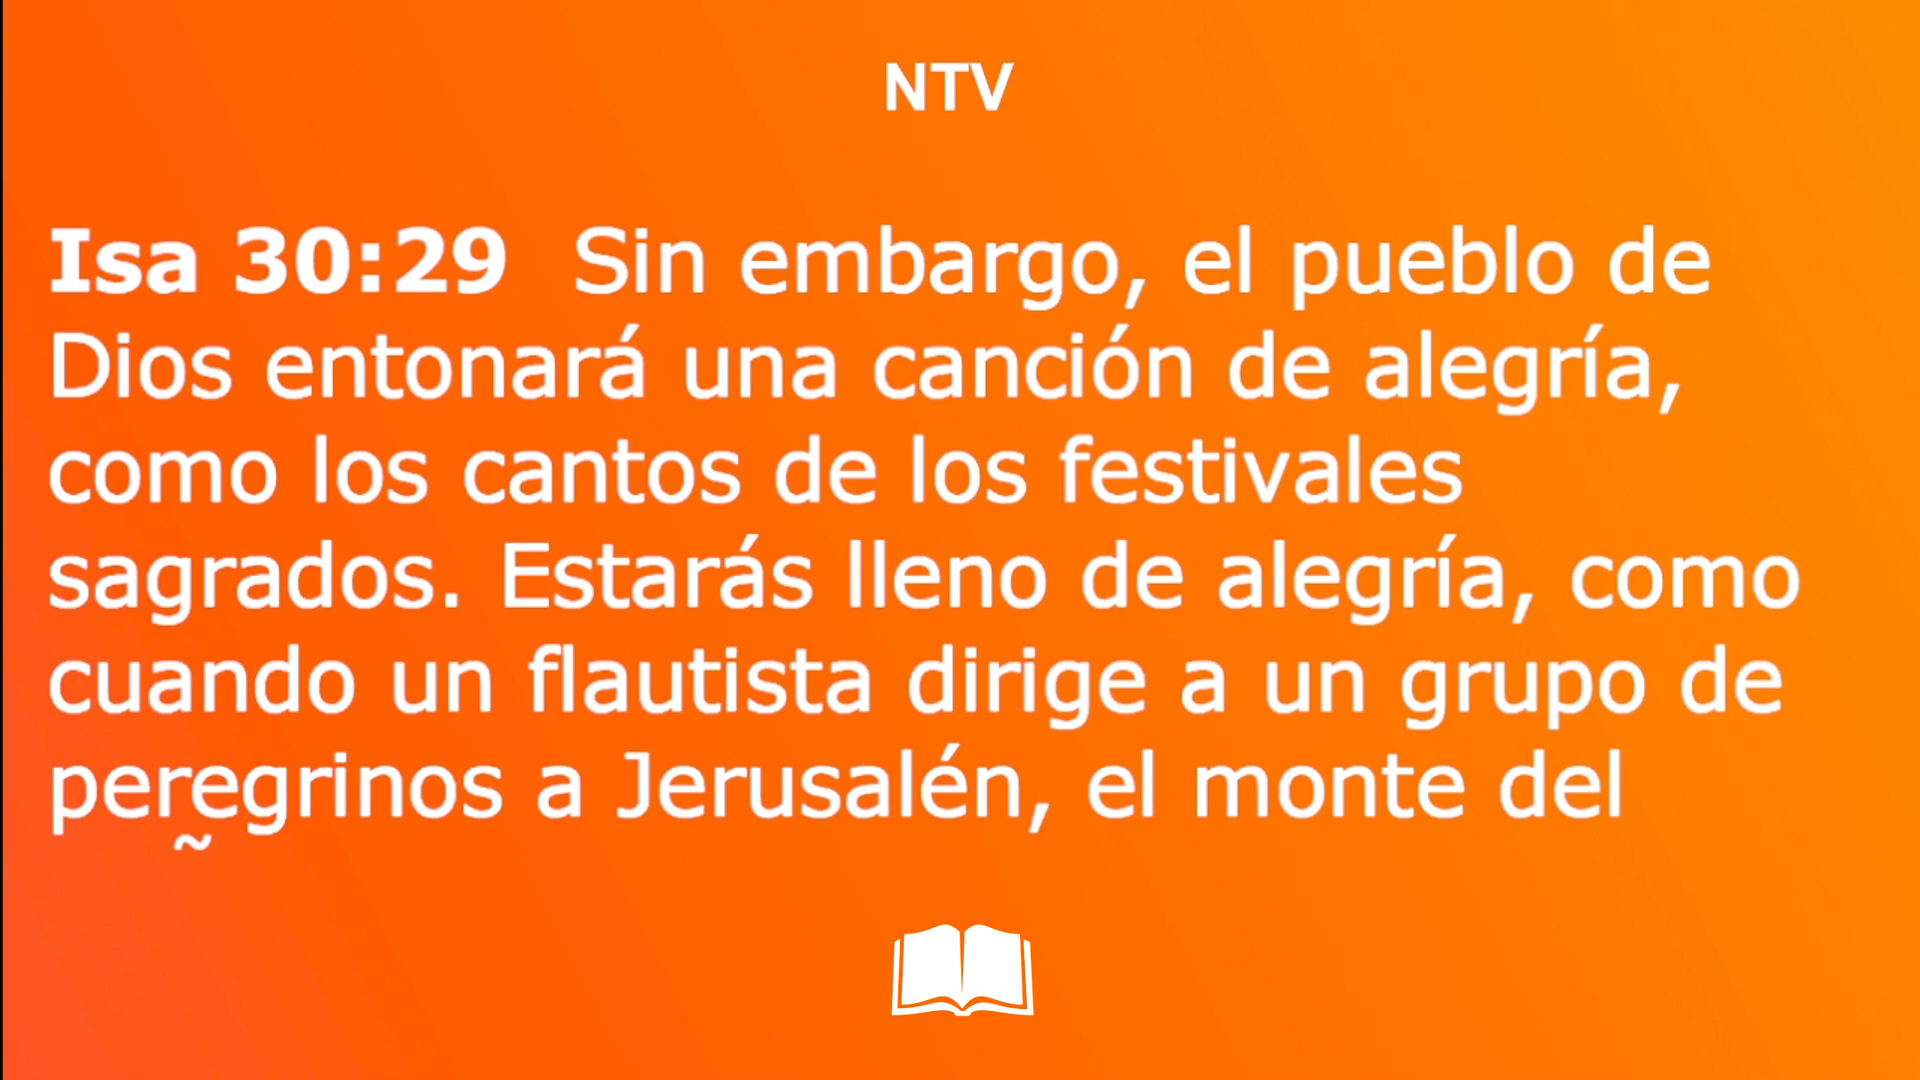 NTV
Isa 30:29 Sin embargo, el pueblo de
Dios entonará una canción de alegría,
como los cantos de los festivales
sagrados. Estarás lleno de alegría, como
cuando un flautista dirige a un grupo de
peregrinos a Jerusalén, el monte del